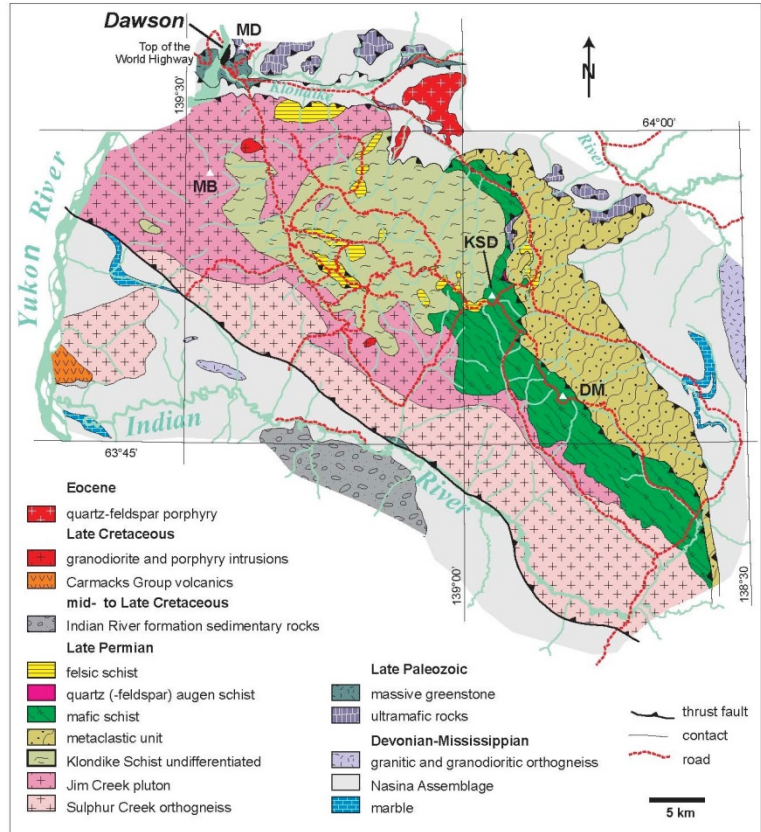 Dawson
MD
Top of the
World Highway
139°30'
Klondike
N
64°00'
River
MB
KSD
Yukon River
DM
Indian
River
63°45'
139°00'
138°30'
Eocene
quartz-feldspar porphyry
Late Cretaceous
granodiorite and porphyry intrusions
Carmacks Group volcanics
mid- to Late Cretaceous
Indian River formation sedimentary rocks
Late Permian
felsic schist
quartz (-feldspar) augen schist
mafic schist
metaclastic unit
Klondike Schist undifferentiated
Jim Creek pluton
Sulphur Creek orthogneiss
Late Paleozoic
massive greenstone
ultramafic rocks
Devonian-Mississippian
granitic and granodioritic orthogneiss
Nasina Assemblage
marble
thrust fault
contact
road
5 km